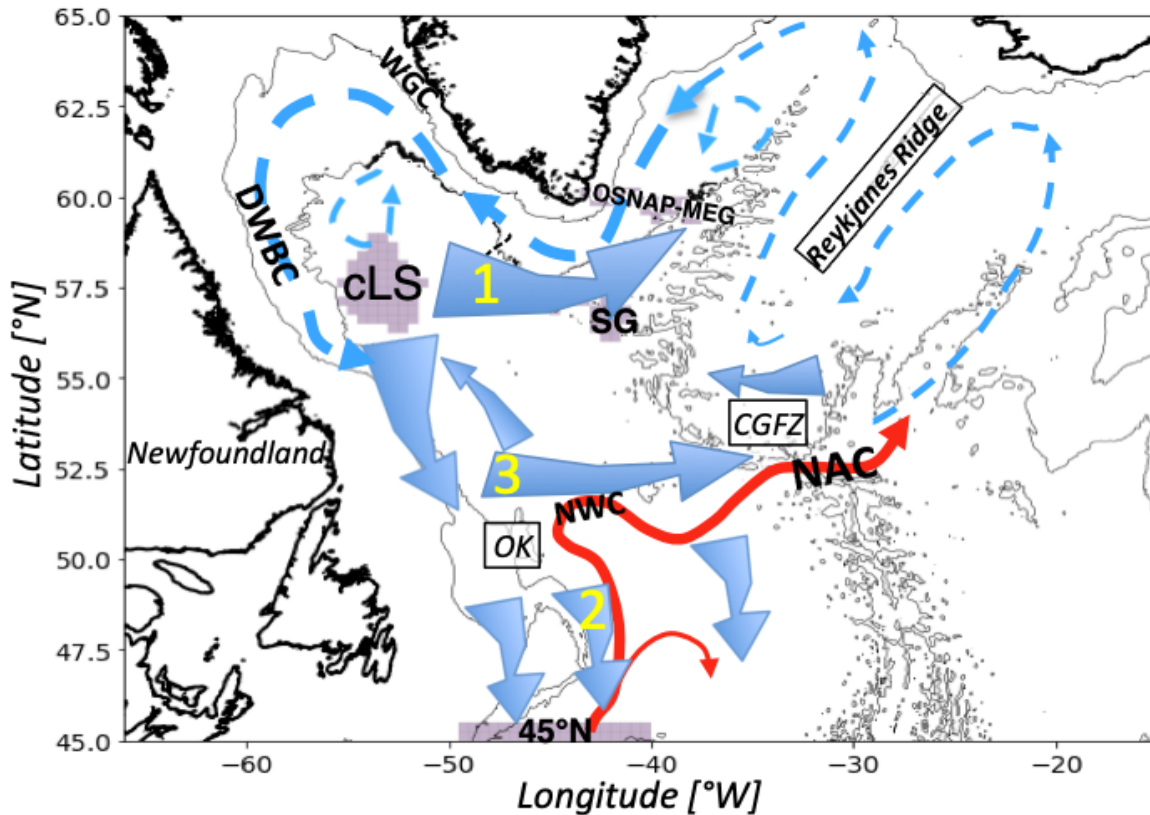 65.0
62.5
60.0
57.5
55.0
52.5
50.0
47.5
45.0
Latitude [°N]
WGC
DWBC
OSNAP-MEG
Reykjanes Ridge
cLS
1
SG
CGFZ
Newfoundland
3
NAC
NWC
OK
2
45°N
−60
−50
−40
−30
−20
Longitude [°W]